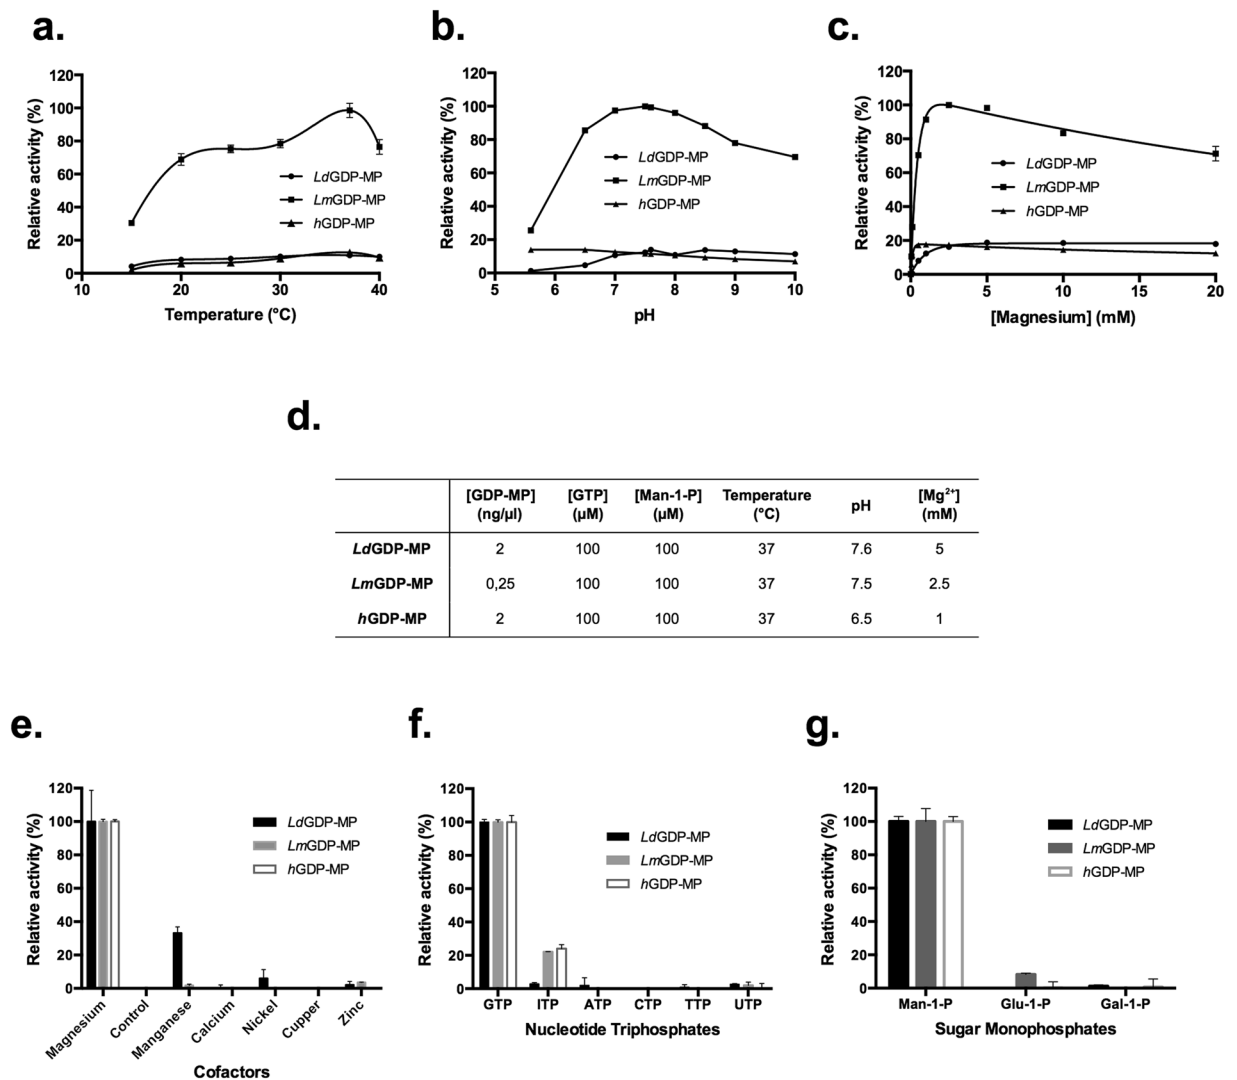 a.
120
100
80
60
40
20
0
Relative activity (%)
LdGDP-MP
LmGDP-MP
hGDP-MP
10
20
30
40
Temperature (°C)
b.
120
100
80
60
40
20
0
Relative activity (%)
LdGDP-MP
LmGDP-MP
hGDP-MP
5
6
7
8
9
10
pH
c.
120
100
80
60
40
20
0
Relative activity (%)
LdGDP-MP
LmGDP-MP
hGDP-MP
0
5
10
15
20
[Magnesium] (mM)
d.
[GDP-MP] [GTP] [Man-1-P] Temperature pH [Mg2+]
(ng/µl) (µM) (µM) (°C) (mM)
LdGDP-MP 2 100 100 37 7.6 5
LmGDP-MP 0,25 100 100 37 7.5 2.5
hGDP-MP 2 100 100 37 6.5 1
e.
120
100
80
60
40
20
0
Relative activity (%)
LdGDP-MP
LmGDP-MP
hGDP-MP
Magnesium
Control
Manganese
Calcium
Nickel
Cupper
Zinc
Cofactors
f.
120
100
80
60
40
20
0
Relative activity (%)
LdGDP-MP
LmGDP-MP
hGDP-MP
GTP
ITP
ATP
CTP
TTP
UTP
Nucleotide Triphosphates
g.
120
100
80
60
40
20
0
Relative activity (%)
LdGDP-MP
LmGDP-MP
hGDP-MP
Man-1-P
Glu-1-P
Gal-1-P
Sugar Monophosphates